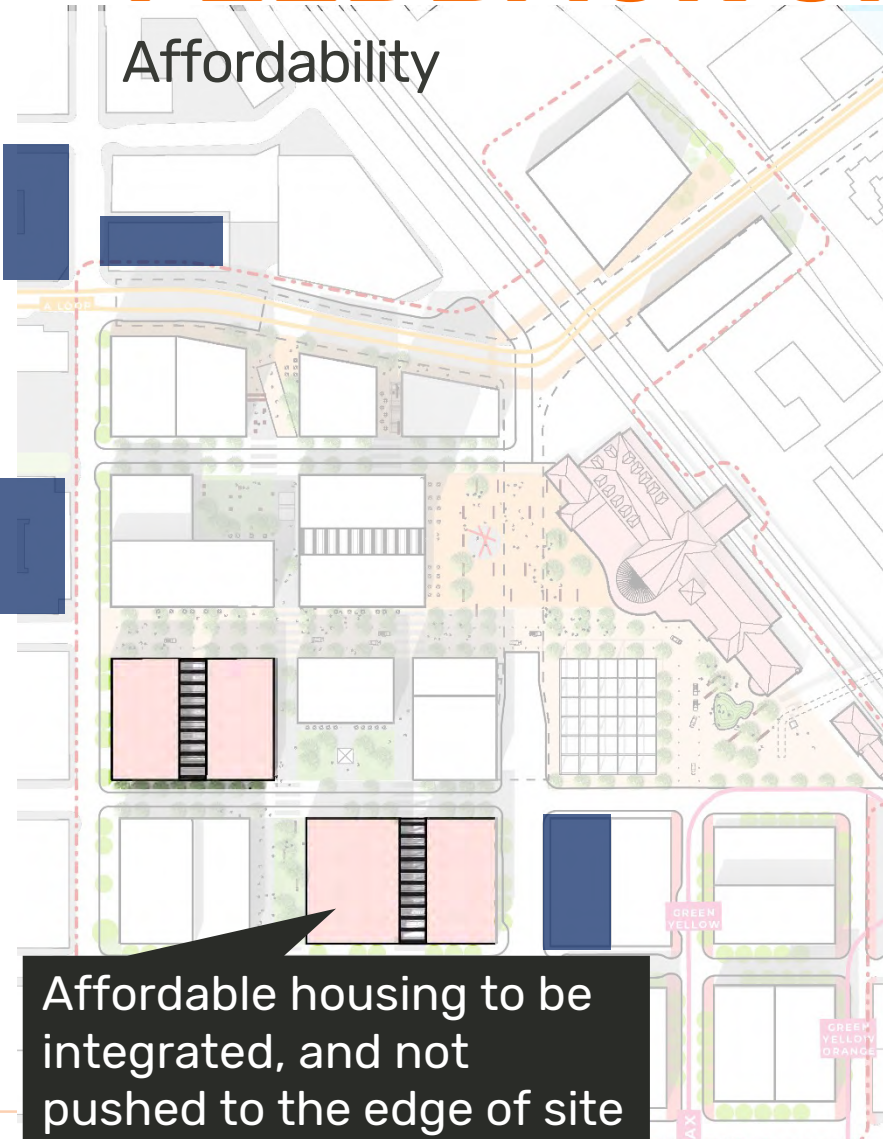 Affordability
A LOOP
GREEN
YELLOW
GREEN
YELLOW
ORANGE
Affordable housing to be
integrated, and not
pushed to the edge of site